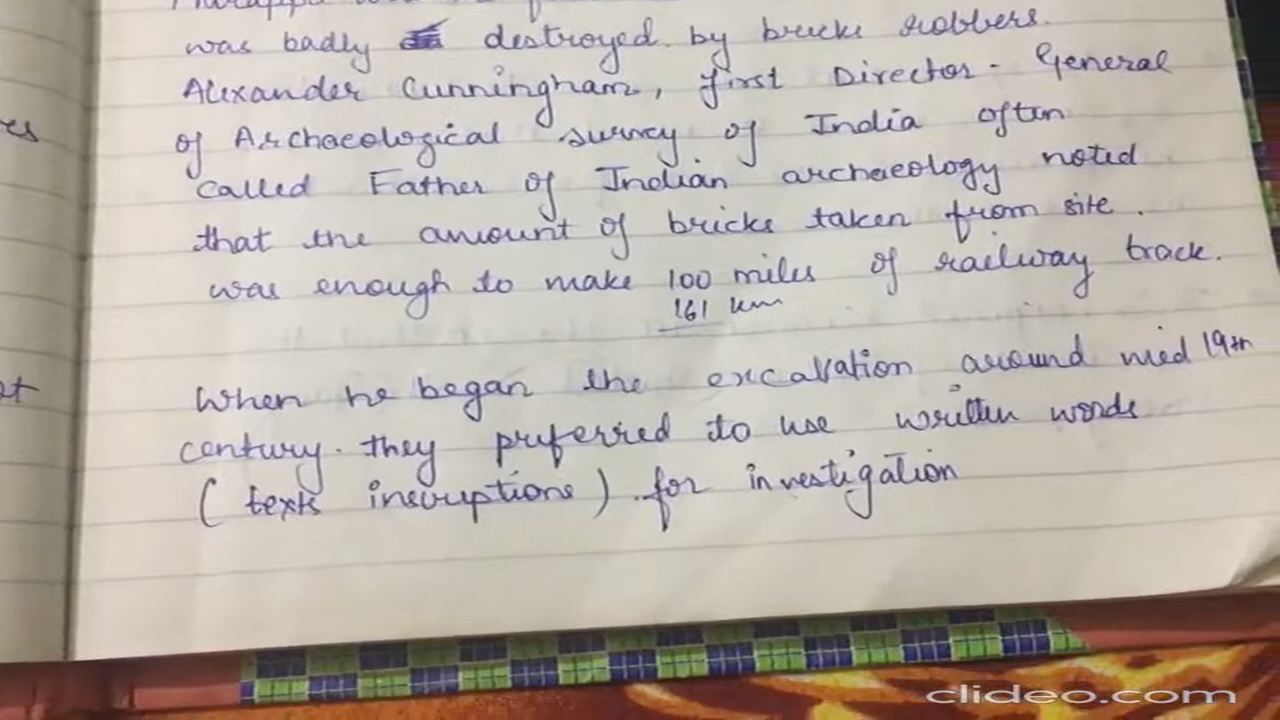 was badly destroyed by bricks robbers.
Alexander Cunningham, first Director - General
of Archaeological survey of India often
called Father of Indian archaeology noted
that the amount of bricks taken from site.
was enough to make 100 miles of railway track.
161 km
When he began the excavation around mid 19th
century. they preferred to use written words
(texts inscriptions) for investigation
clideo.com